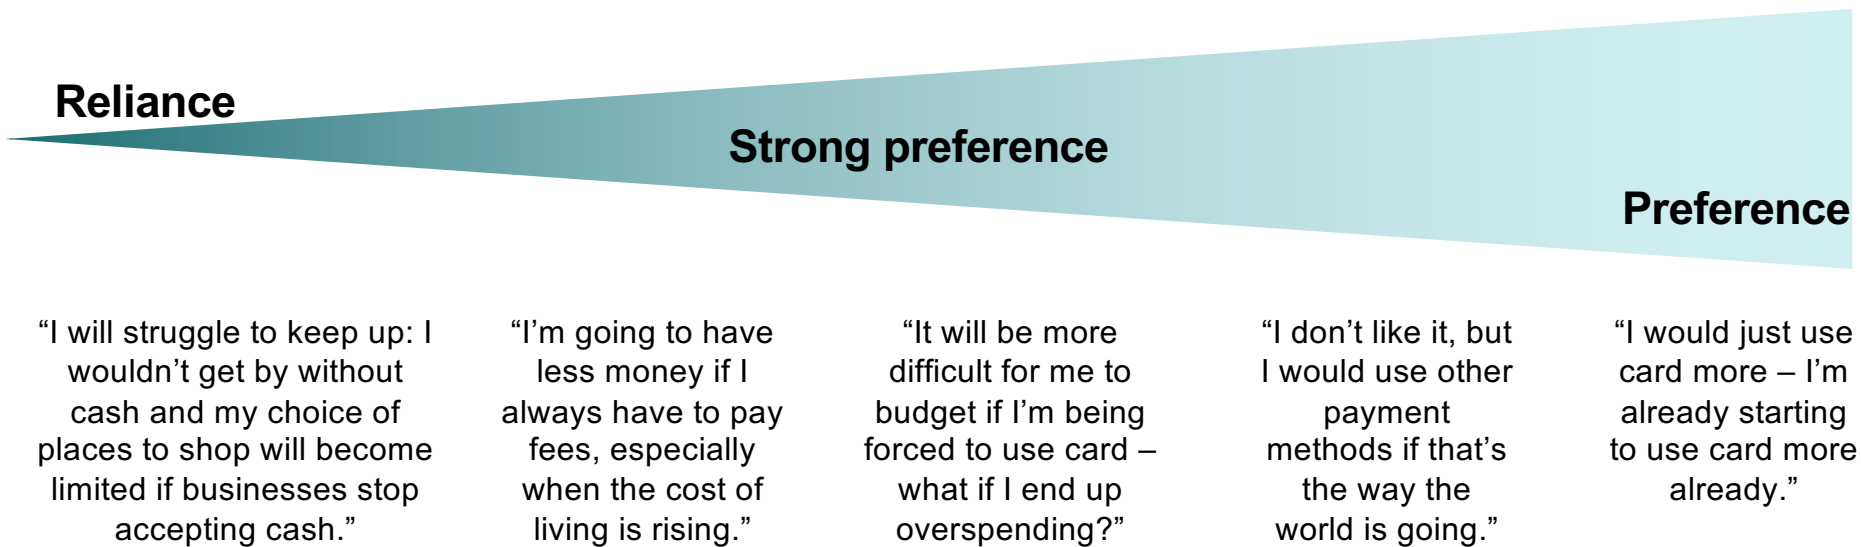 Reliance
Strong preference
Preference
“I will struggle to keep up: I
wouldn’t get by without
cash and my choice of
places to shop will become
limited if businesses stop
accepting cash.”
“I’m going to have
less money if I
always have to pay
fees, especially
when the cost of
living is rising.”
“It will be more
difficult for me to
budget if I’m being
forced to use card –
what if I end up
overspending?”
“I don’t like it, but
I would use other
payment
methods if that’s
the way the
world is going.”
“I would just use
card more – I’m
already starting
to use card more
already.”